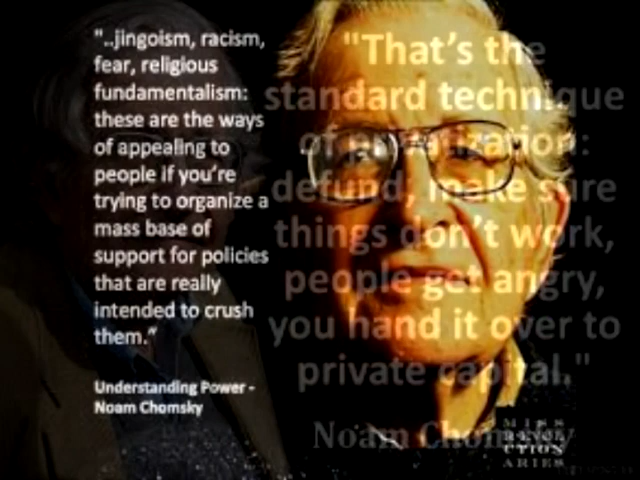 "..jingoism, racism,
fear, religious
fundamentalism:
these are the ways
of appealing to
people if you're
trying to organize a
mass base of
support for policies
that are really
intended to crush
them."
Understanding Power -
Noam Chomsky
"That's the
standard technique
of privatization:
defund, make sure
things don't work,
people get angry,
you hand it over to
private capital."
Noam Chomsky
MISS
CTION
ARIES